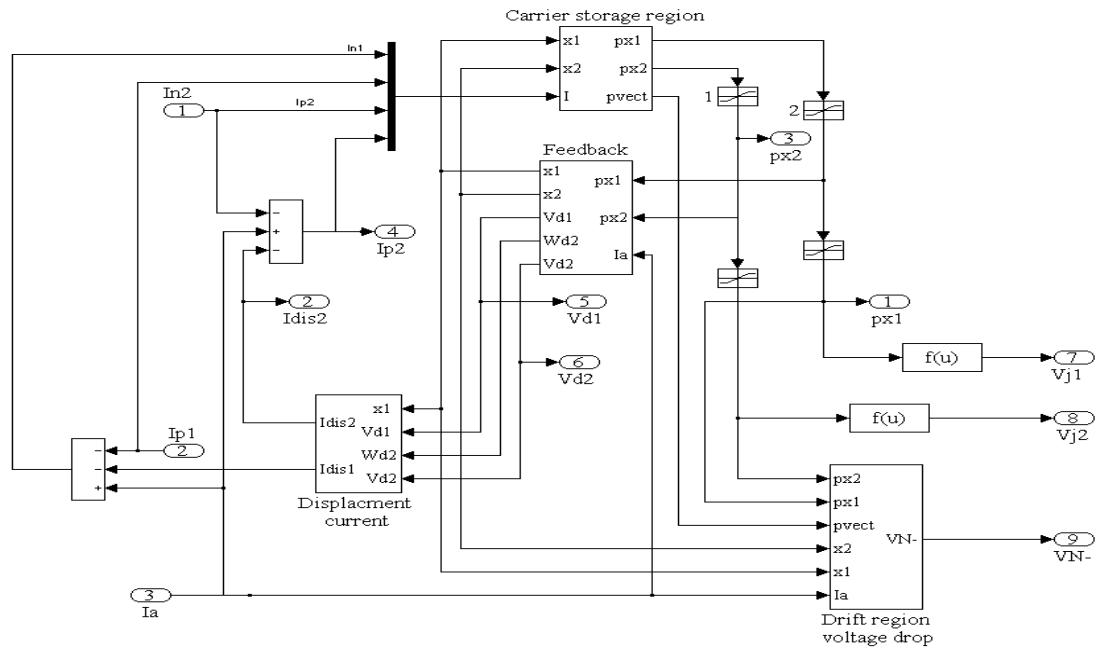 Carrier storage region
In1
x1
px1
x2
px2
I
pvect
In2
1
Ip2
1
2
3
px2
Feedback
x1
px1
x2
Vd1
px2
Wd2
Ia
Vd2
−
+
−
4
Ip2
2
Idis2
5
Vd1
1
px1
6
Vd2
f(u)
7
Vj1
f(u)
8
Vj2
x1
Idis2
Vd1
Wd2
Idis1
Vd2
Displacment
current
Ip1
2
−
−
+
px2
px1
pvect
VN-
x2
x1
Ia
9
VN-
3
Ia
Drift region
voltage drop